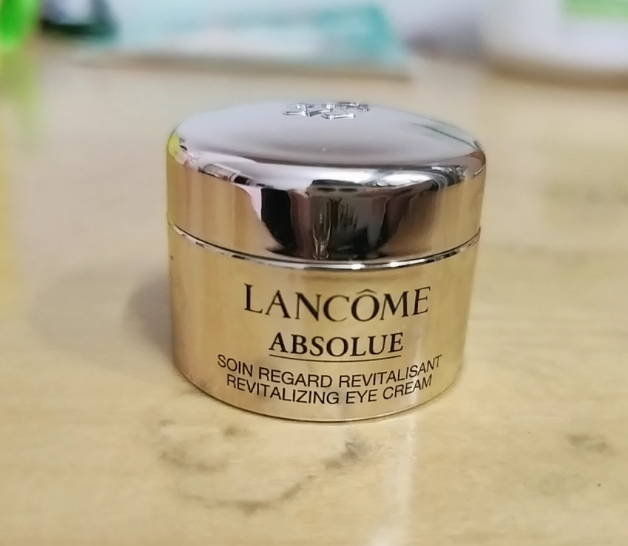 LANCÔME
ABSOLUE
SOIN REGARD REVITALISANT
REVITALIZING EYE CREAM